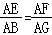 AE/AB = AF/AG